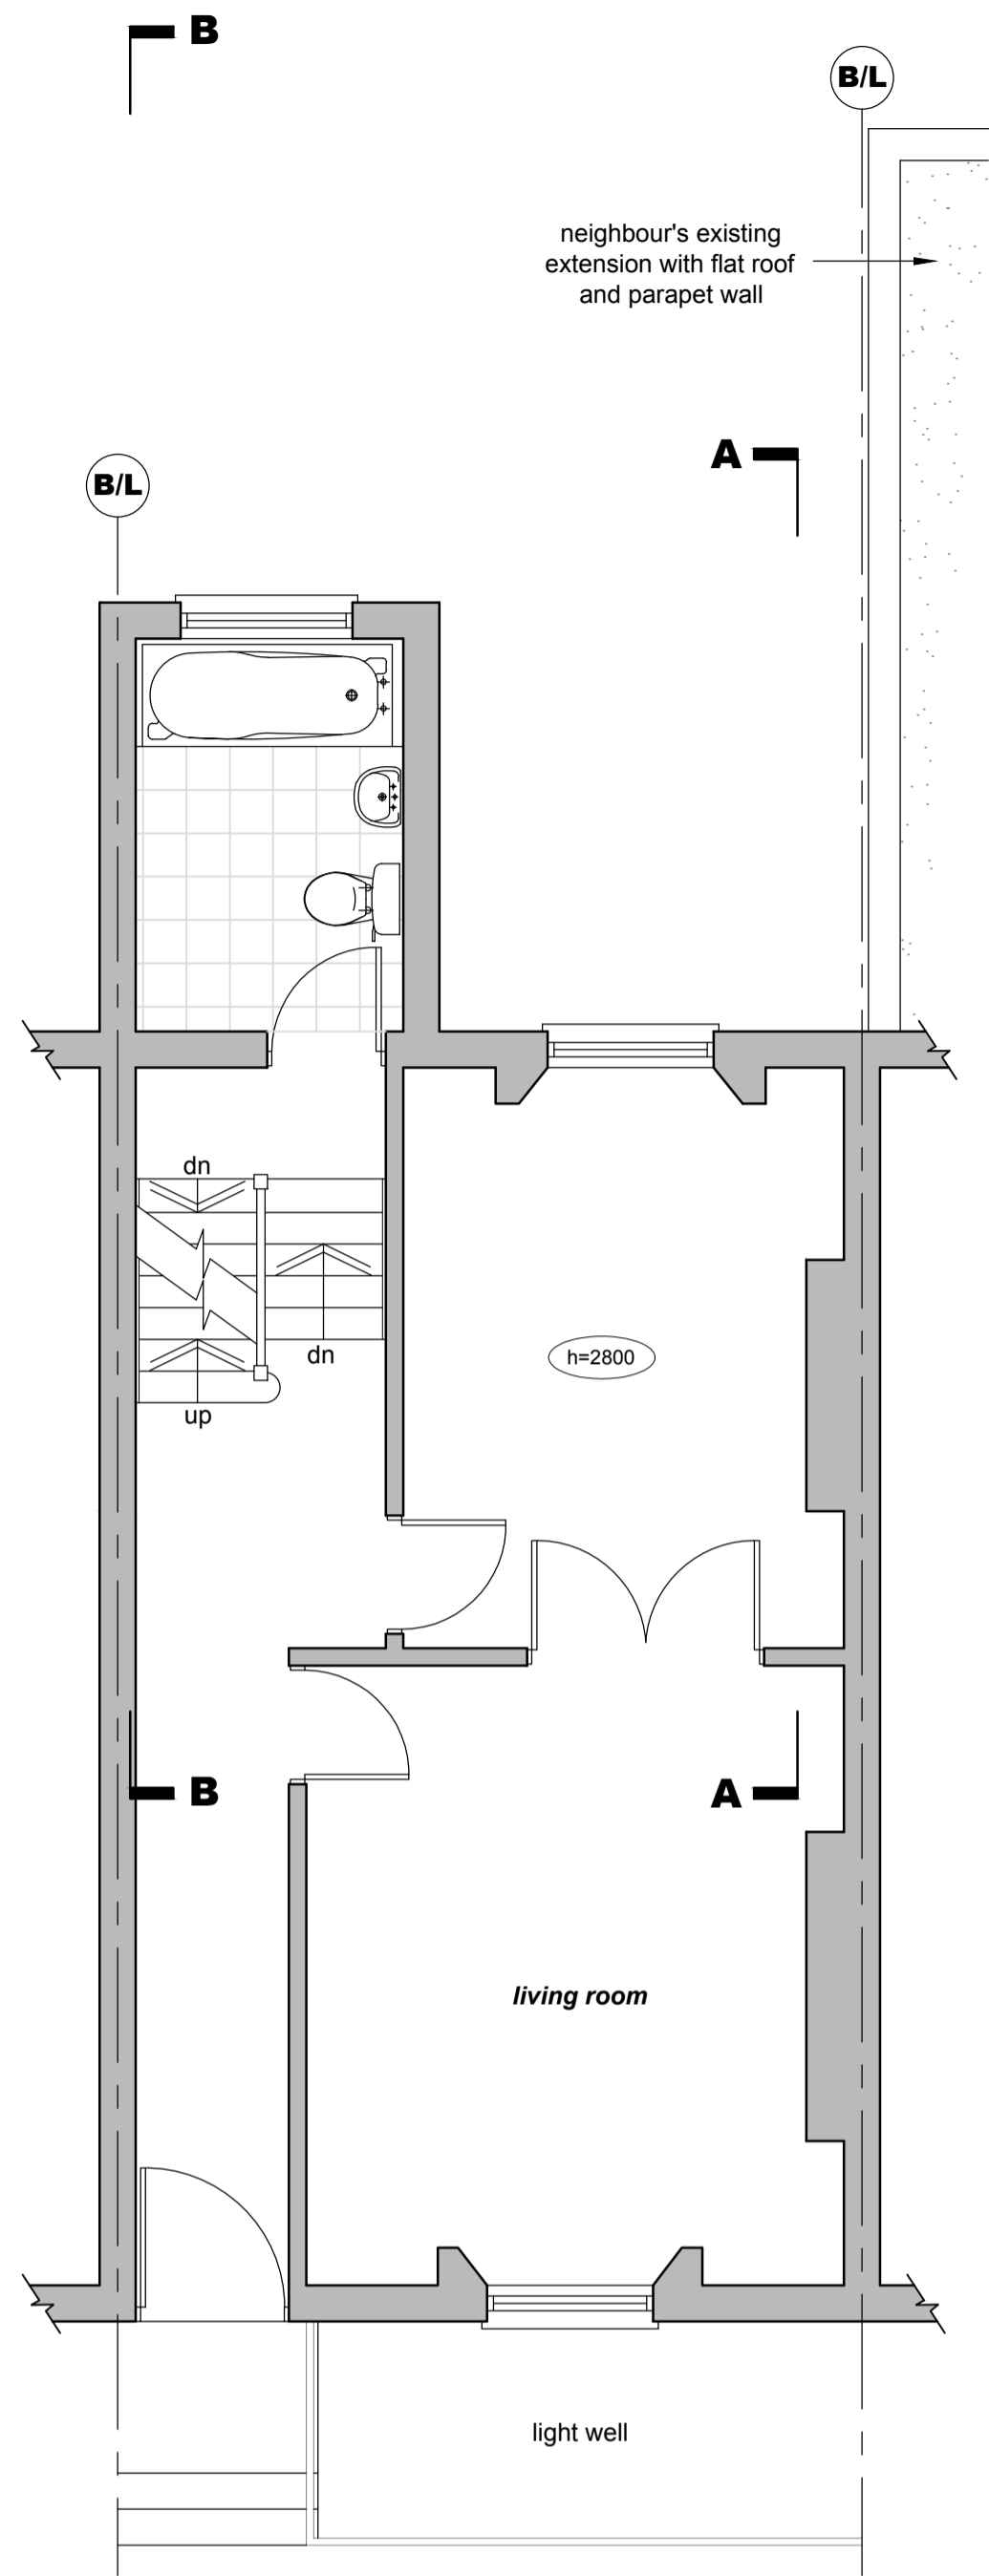 B
B/L
neighbour's existing
extension with flat roof
and parapet wall
A
B/L
dn
h=2800
dn
up
B
A
living room
light well